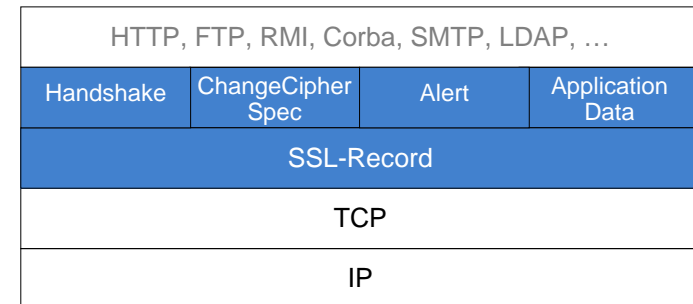 HTTP, FTP, RMI, Corba, SMTP, LDAP, …
Handshake
ChangeCipher
Spec
Alert
Application
Data
SSL-Record
TCP
IP